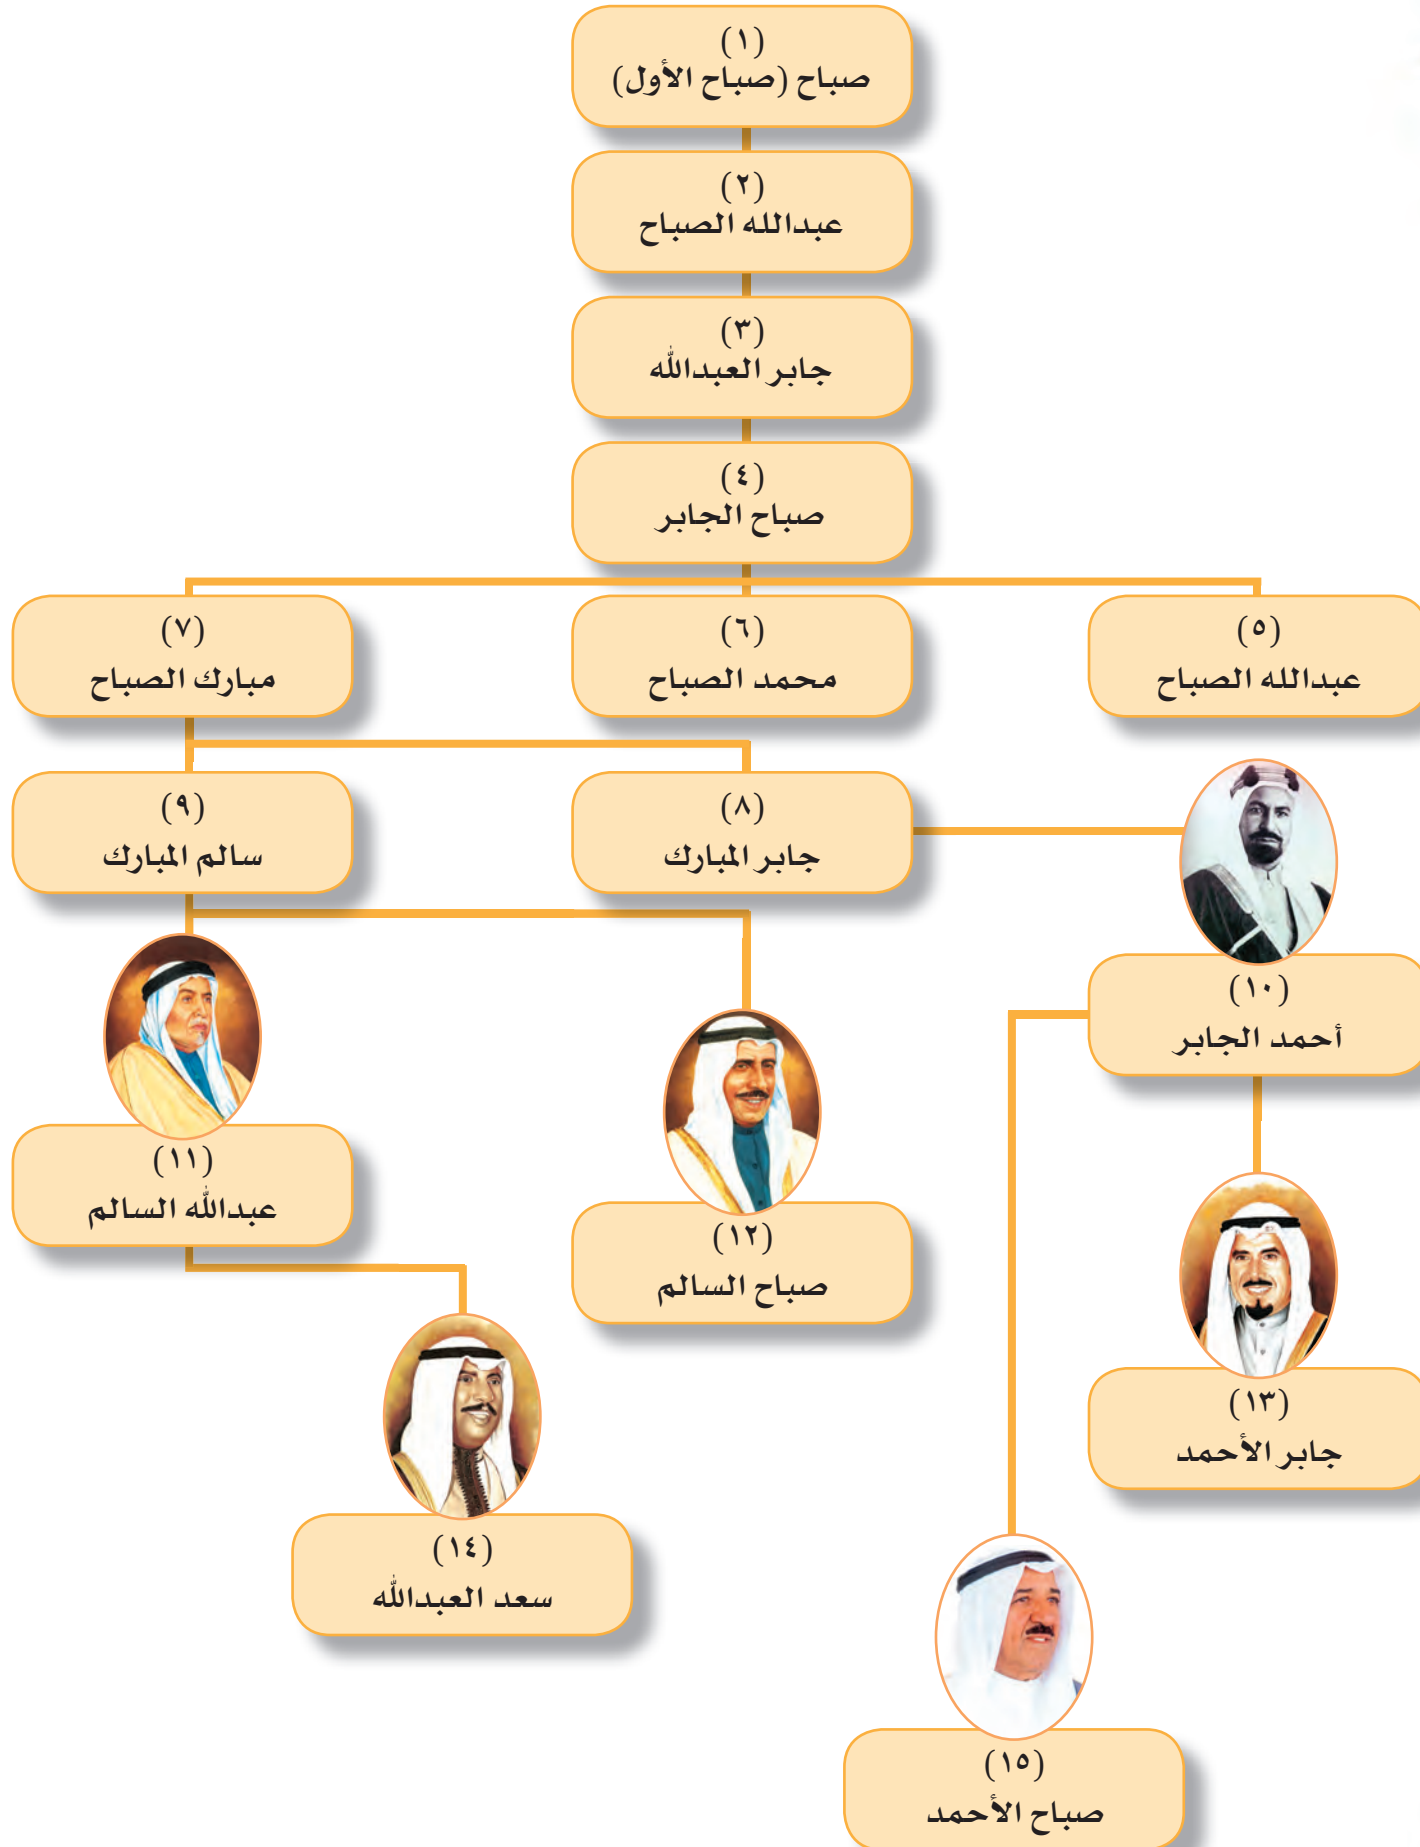 (١)
صباح (صباح الأول)
(٢)
عبدالله الصباح
(٣)
جابر العبدالله
(٤)
صباح الجابر
(٥)
عبدالله الصباح
(٦)
محمد الصباح
(٧)
مبارك الصباح
(٨)
جابر المبارك
(٩)
سالم المبارك
(١٠)
أحمد الجابر
(١١)
عبدالله السالم
(١٢)
صباح السالم
(١٣)
جابر الأحمد
(١٤)
سعد العبدالله
(١٥)
صباح الأحمد